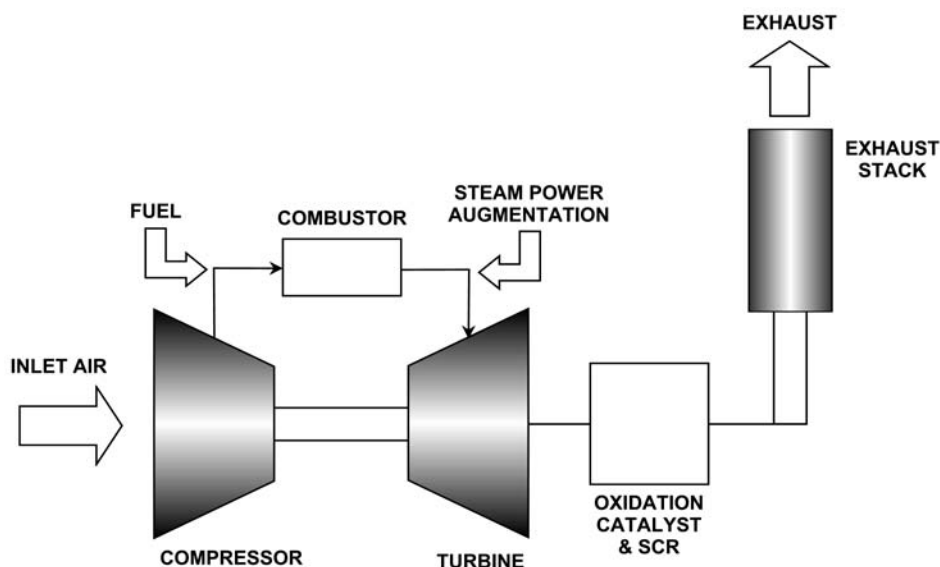 EXHAUST
EXHAUST
STACK
STEAM POWER
AUGMENTATION
FUEL
COMBUSTOR
INLET AIR
COMPRESSOR
TURBINE
OXIDATION
CATALYST
& SCR